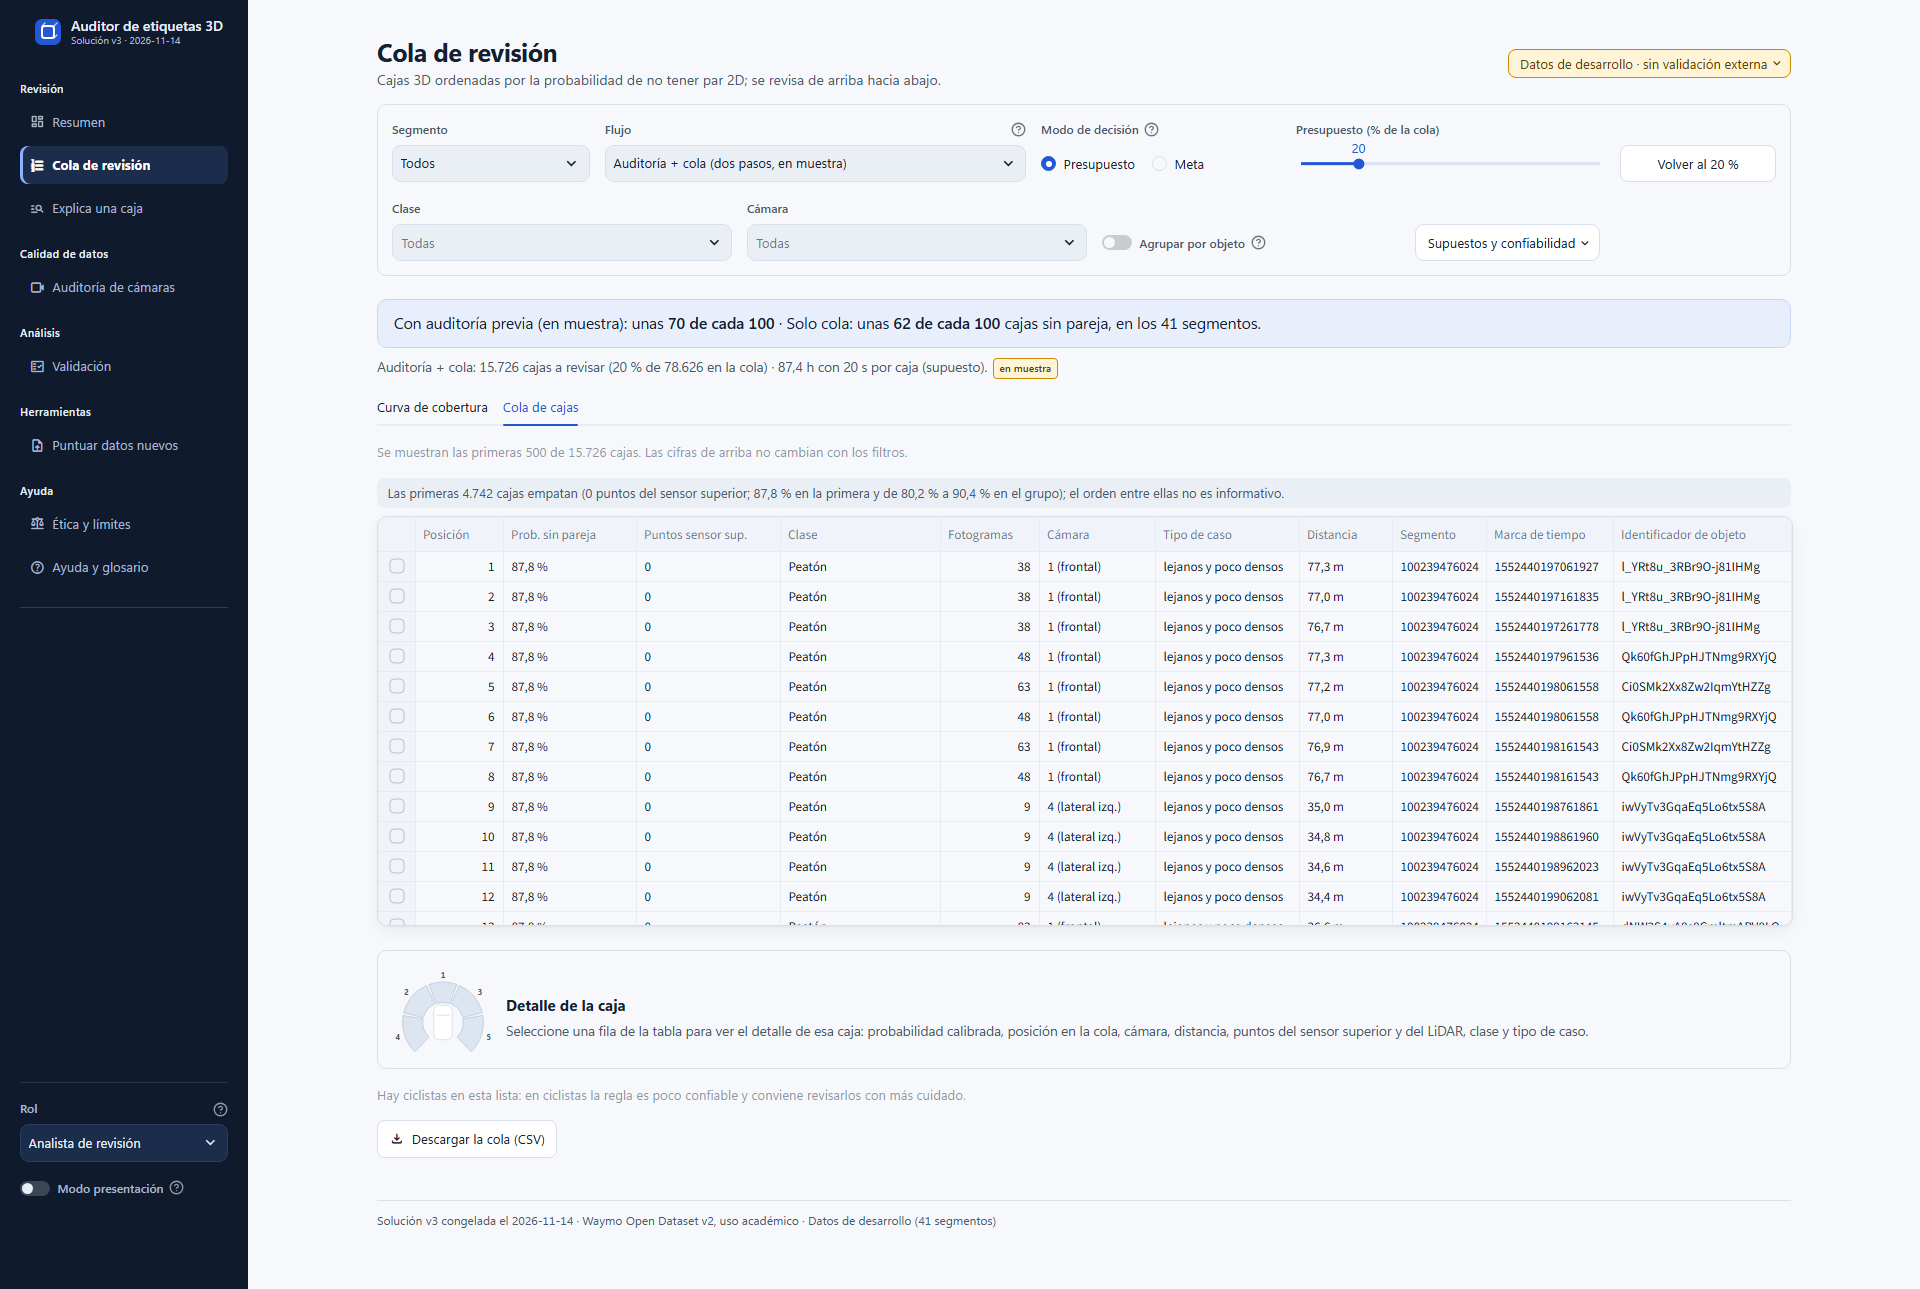 Auditor de etiquetas 3D
Solución v3 · 2026-11-14
Revisión
Resumen
Cola de revisión
Explica una caja
Calidad de datos
Auditoría de cámaras
Análisis
Validación
Herramientas
Puntuar datos nuevos
Ayuda
Ética y límites
Ayuda y glosario
Rol
Analista de revisión
Modo presentación
Cola de revisión
Cajas 3D ordenadas por la probabilidad de no tener par 2D; se revisa de arriba hacia abajo.
Datos de desarrollo · sin validación externa
Segmento
Flujo
Modo de decisión
Presupuesto (% de la cola)
Todos
Auditoría + cola (dos pasos, en muestra)
Presupuesto
Meta
20
Volver al 20 %
Clase
Cámara
Todas
Todas
Agrupar por objeto
Supuestos y confiabilidad
Con auditoría previa (en muestra): unas 70 de cada 100 · Solo cola: unas 62 de cada 100 cajas sin pareja, en los 41 segmentos.
Auditoría + cola: 15.726 cajas a revisar (20 % de 78.626 en la cola) · 87,4 h con 20 s por caja (supuesto). en muestra
Curva de cobertura Cola de cajas
Se muestran las primeras 500 de 15.726 cajas. Las cifras de arriba no cambian con los filtros.
Las primeras 4.742 cajas empatan (0 puntos del sensor superior; 87,8 % en la primera y de 80,2 % a 90,4 % en el grupo); el orden entre ellas no es informativo.
Posición Prob. sin pareja Puntos sensor sup. Clase Fotogramas Cámara Tipo de caso Distancia Segmento Marca de tiempo Identificador de objeto
1 87,8 % 0 Peatón 38 1 (frontal) lejanos y poco densos 77,3 m 100239476024 1552440197061927 l_YRt8u_3RBr9O-j81IHMg
2 87,8 % 0 Peatón 38 1 (frontal) lejanos y poco densos 77,0 m 100239476024 1552440197161835 l_YRt8u_3RBr9O-j81IHMg
3 87,8 % 0 Peatón 38 1 (frontal) lejanos y poco densos 76,7 m 100239476024 1552440197261778 l_YRt8u_3RBr9O-j81IHMg
4 87,8 % 0 Peatón 48 1 (frontal) lejanos y poco densos 77,3 m 100239476024 1552440197961536 Qk60fGhJPpHJTNmg9RXYjQ
5 87,8 % 0 Peatón 63 1 (frontal) lejanos y poco densos 77,2 m 100239476024 1552440198061558 Ci0SMk2Xx8Zw2IqmYtHZZg
6 87,8 % 0 Peatón 48 1 (frontal) lejanos y poco densos 77,0 m 100239476024 1552440198061558 Qk60fGhJPpHJTNmg9RXYjQ
7 87,8 % 0 Peatón 63 1 (frontal) lejanos y poco densos 76,9 m 100239476024 1552440198161543 Ci0SMk2Xx8Zw2IqmYtHZZg
8 87,8 % 0 Peatón 48 1 (frontal) lejanos y poco densos 76,7 m 100239476024 1552440198161543 Qk60fGhJPpHJTNmg9RXYjQ
9 87,8 % 0 Peatón 9 4 (lateral izq.) lejanos y poco densos 35,0 m 100239476024 1552440198761861 iwVyTv3GqaEq5Lo6tx5S8A
10 87,8 % 0 Peatón 9 4 (lateral izq.) lejanos y poco densos 34,8 m 100239476024 1552440198861960 iwVyTv3GqaEq5Lo6tx5S8A
11 87,8 % 0 Peatón 9 4 (lateral izq.) lejanos y poco densos 34,6 m 100239476024 1552440198962023 iwVyTv3GqaEq5Lo6tx5S8A
12 87,8 % 0 Peatón 9 4 (lateral izq.) lejanos y poco densos 34,4 m 100239476024 1552440199062081 iwVyTv3GqaEq5Lo6tx5S8A
1
2
3
4
5
Detalle de la caja
Seleccione una fila de la tabla para ver el detalle de esa caja: probabilidad calibrada, posición en la cola, cámara, distancia, puntos del sensor superior y del LiDAR, clase y tipo de caso.
Hay ciclistas en esta lista: en ciclistas la regla es poco confiable y conviene revisarlos con más cuidado.
Descargar la cola (CSV)
Solución v3 congelada el 2026-11-14 · Waymo Open Dataset v2, uso académico · Datos de desarrollo (41 segmentos)